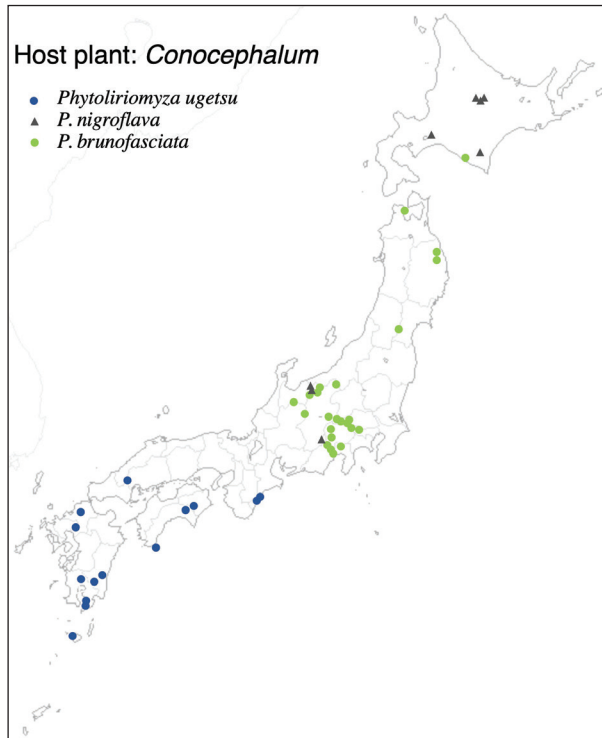 Host plant: Conocephalum
Phytoliriomyza ugetsu
P. nigroflava
P. brunofasciata